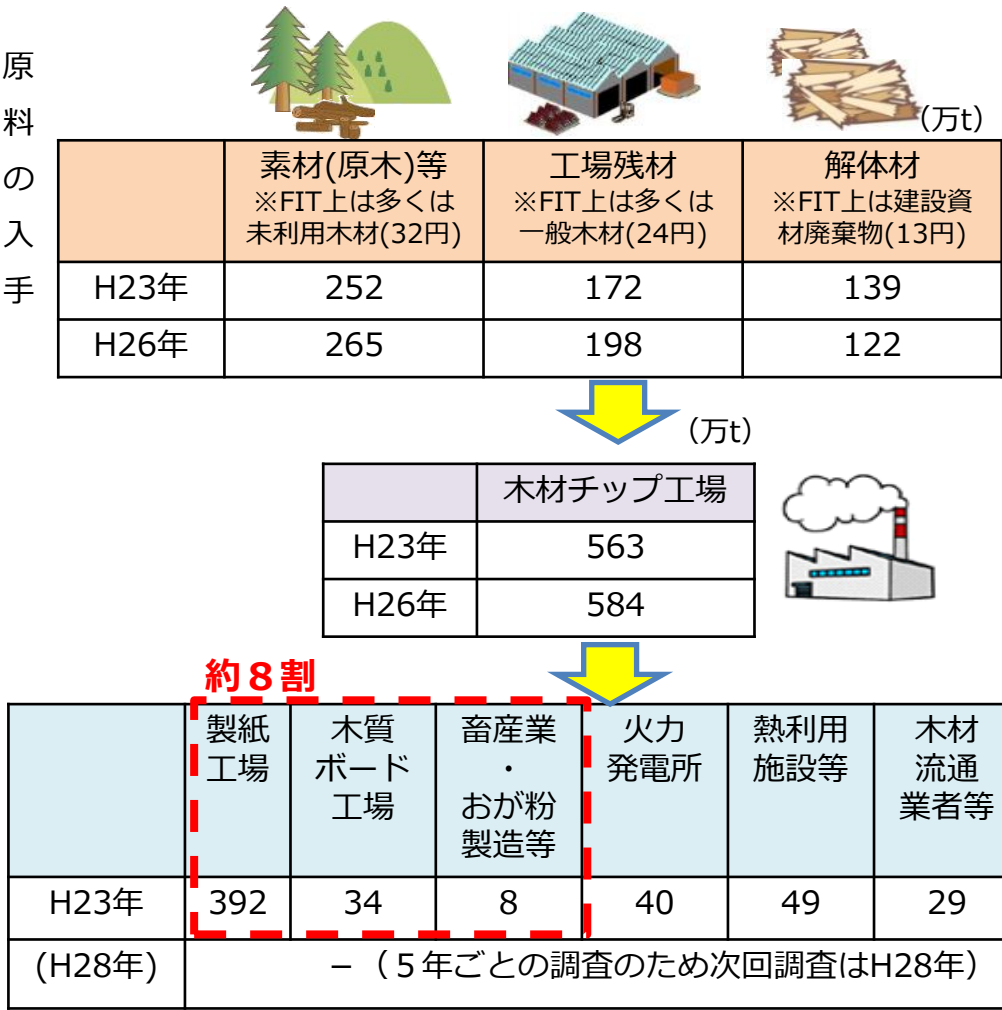 原料の入手
（万t）
素材(原木)等
※FIT上は多くは
未利用木材(32円)
工場残材
※FIT上は多くは
一般木材(24円)
解体材
※FIT上は建設資
材廃棄物(13円)
H23年 252 172 139
H26年 265 198 122
（万t）
木材チップ工場
H23年 563
H26年 584
約８割
製紙
工場
木質
ボード
工場
畜産業
・
おが粉
製造等
火力
発電所
熱利用
施設等
木材
流通
業者等
H23年 392 34 8 40 49 29
(H28年) －（５年ごとの調査のため次回調査はH28年）